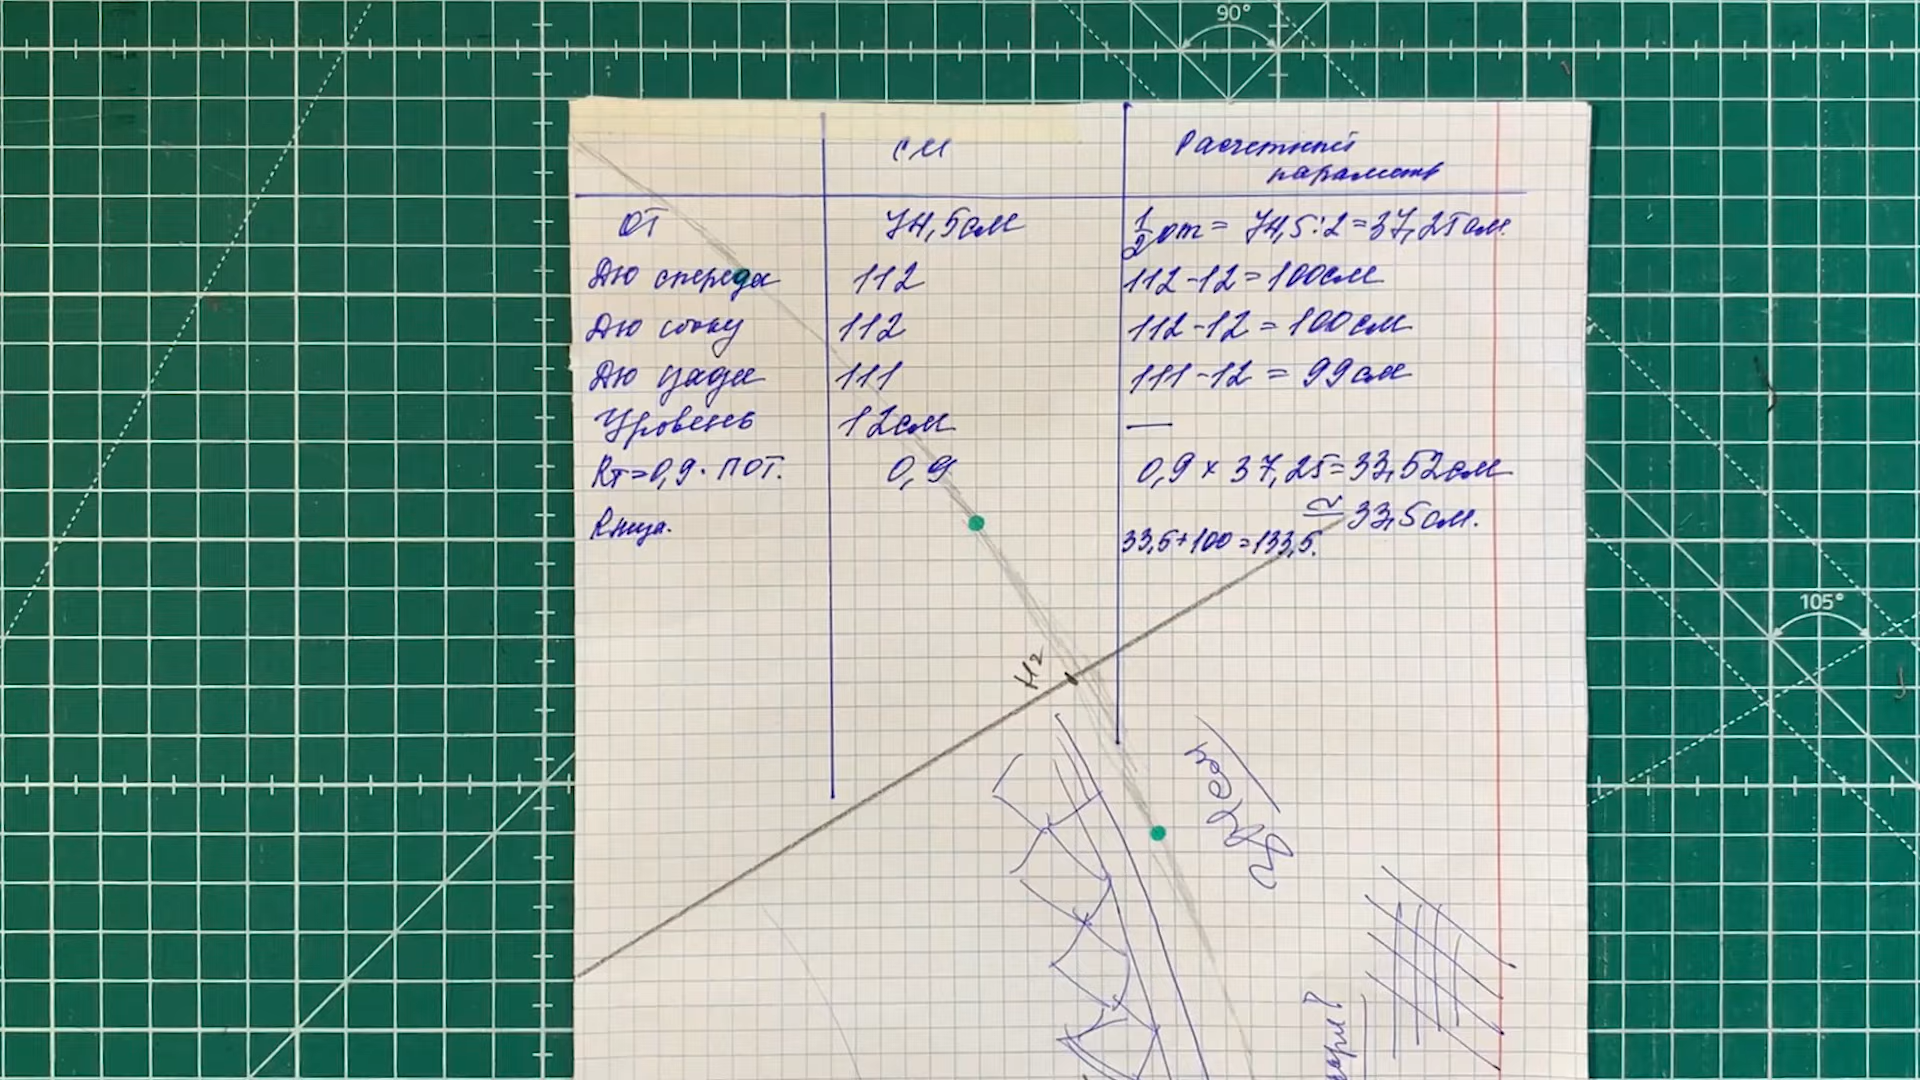 90°
см
Расчетный
параметр
ОТ 74,5см 1/2 от = 74,5:2=37,25см.
Дю спереди 112 112-12=100см
Дю сбоку 112 112-12=100см
Дю сзади 111 111-12=99см
Уровень 12см —
Rт=0,9·ПОТ. 0,9 0,9×37,25=33,52см
≃ 33,5см.
Rниза. 33,5+100=133,5.
105°
Н2